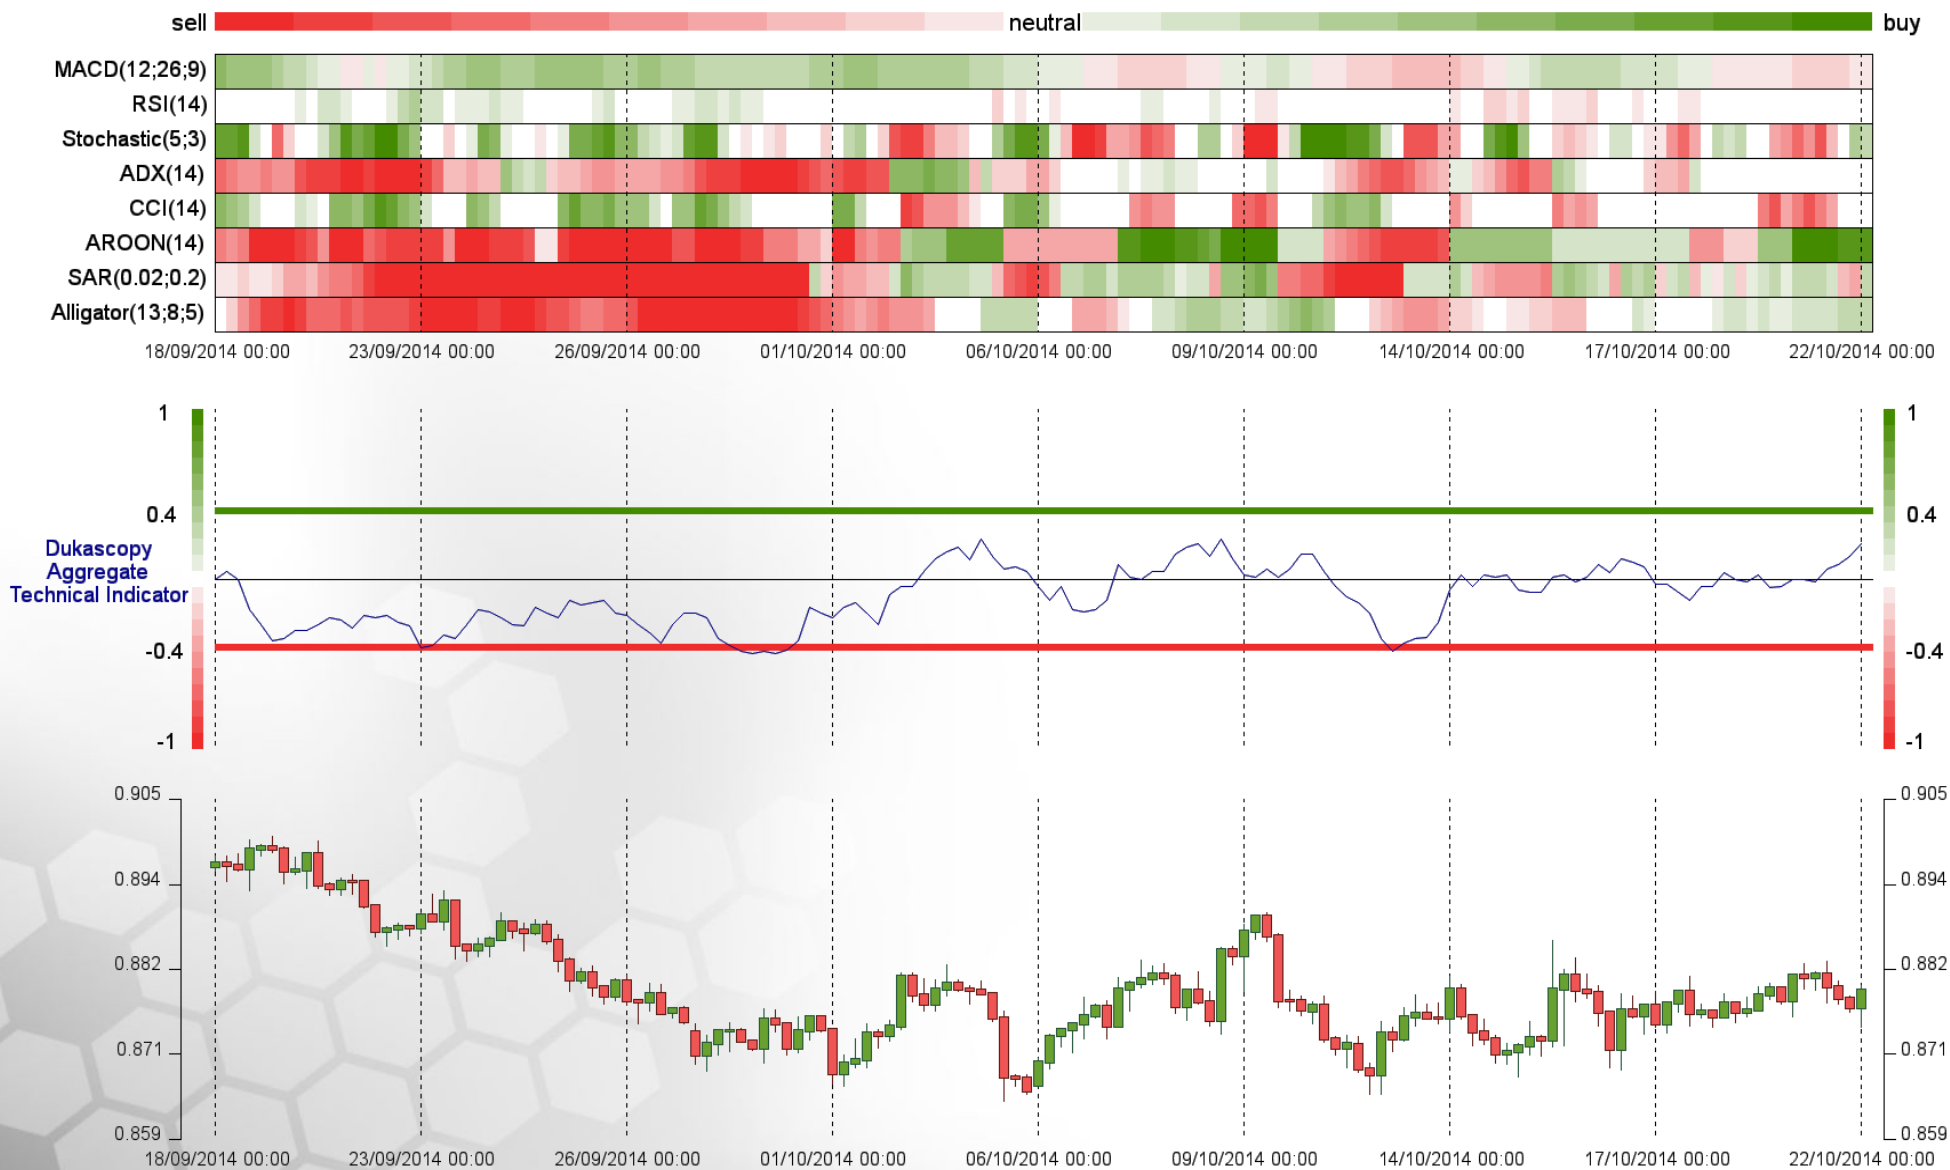 sell neutral buy
MACD(12;26;9)
RSI(14)
Stochastic(5;3)
ADX(14)
CCI(14)
AROON(14)
SAR(0.02;0.2)
Alligator(13;8;5)
18/09/2014 00:00 23/09/2014 00:00 26/09/2014 00:00 01/10/2014 00:00 06/10/2014 00:00 09/10/2014 00:00 14/10/2014 00:00 17/10/2014 00:00 22/10/2014 00:00
1 1
0.4 0.4
Dukascopy
Aggregate
Technical Indicator
-0.4 -0.4
-1 -1
0.905 0.905
0.894 0.894
0.882 0.882
0.871 0.871
0.859 0.859
18/09/2014 00:00 23/09/2014 00:00 26/09/2014 00:00 01/10/2014 00:00 06/10/2014 00:00 09/10/2014 00:00 14/10/2014 00:00 17/10/2014 00:00 22/10/2014 00:00